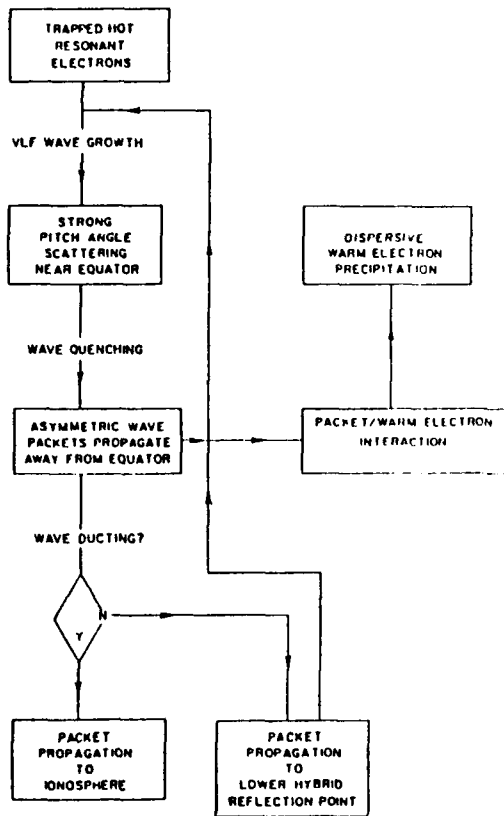 TRAPPED HOT
RESONANT
ELECTRONS
VLF WAVE GROWTH
STRONG
PITCH ANGLE
SCATTERING
NEAR EQUATOR
DISPERSIVE
WARM ELECTRON
PRECIPITATION
WAVE QUENCHING
ASYMMETRIC WAVE
PACKETS PROPAGATE
AWAY FROM EQUATOR
PACKET/WARM ELECTRON
INTERACTION
WAVE DUCTING?
N
Y
PACKET
PROPAGATION
TO
IONOSPHERE
PACKET
PROPAGATION
TO
LOWER HYBRID
REFLECTION POINT